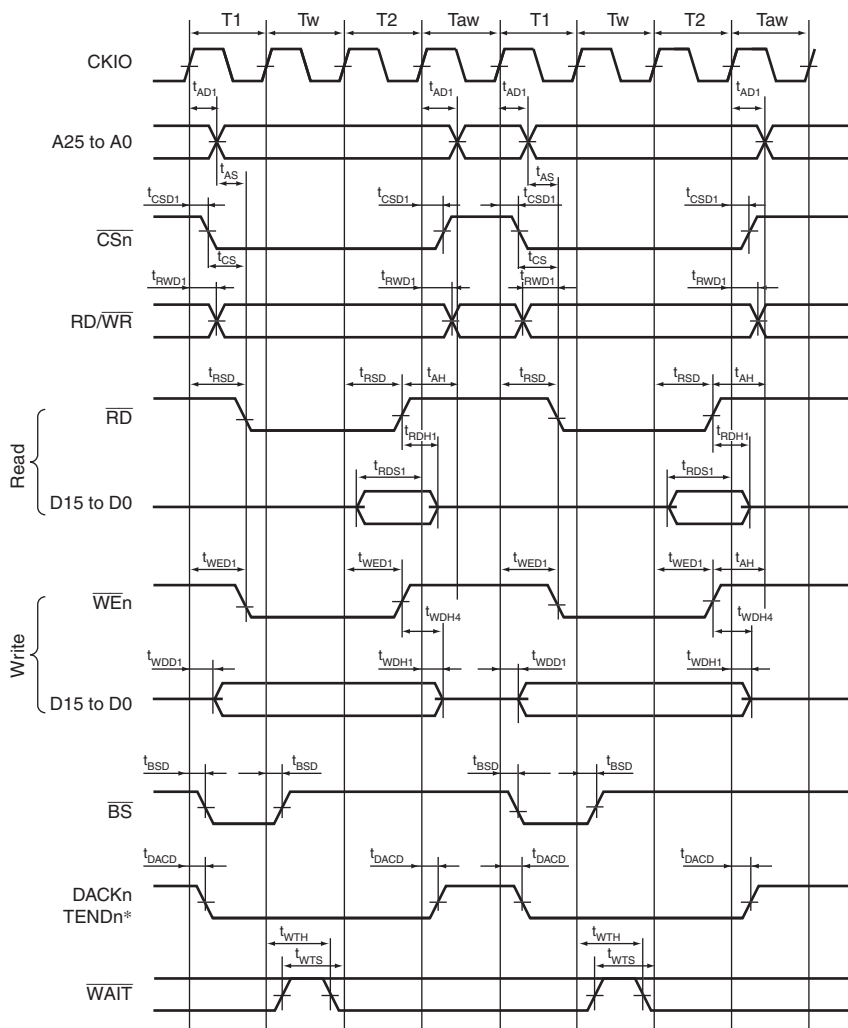 T1 Tw T2 Taw T1 Tw T2 Taw
CKIO
tAD1 tAD1 tAD1 tAD1
A25 to A0
tAS tAS
tCSD1 tCSD1 tCSD1 tCSD1
CSn
tCS tCS
tRWD1 tRWD1 tRWD1 tRWD1
RD/WR
tRSD tRSD tAH tRSD tRSD tAH
RD
tRDH1 tRDH1
Read
tRDS1 tRDS1
D15 to D0
tWED1 tWED1 tAH tWED1 tWED1 tAH
WEn
tWDH4 tWDH4
Write
tWDD1 tWDH1 tWDD1 tWDH1
D15 to D0
tBSD tBSD tBSD tBSD
BS
tDACD tDACD tDACD tDACD
DACKn
TENDn*
tWTH tWTH
tWTS tWTS
WAIT